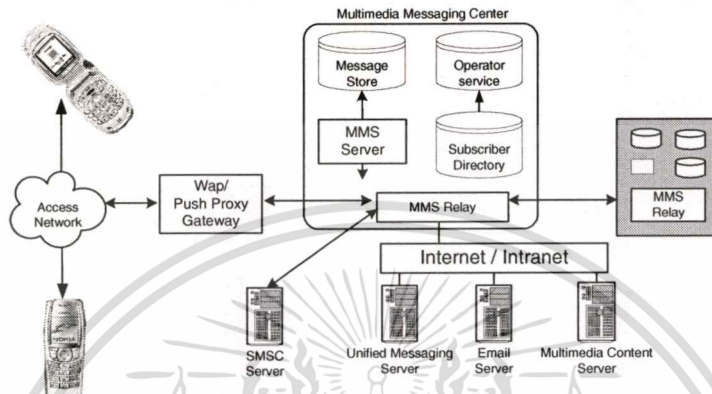 Multimedia Messaging Center
Message
Store
Operator
service
MMS
Server
Subscriber
Directory
Access
Network
Wap/
Push Proxy
Gateway
MMS Relay
MMS
Relay
Internet / Intranet
NOKIA
SMSC
Server
Unified Messaging
Server
Email
Server
Multimedia Content
Server